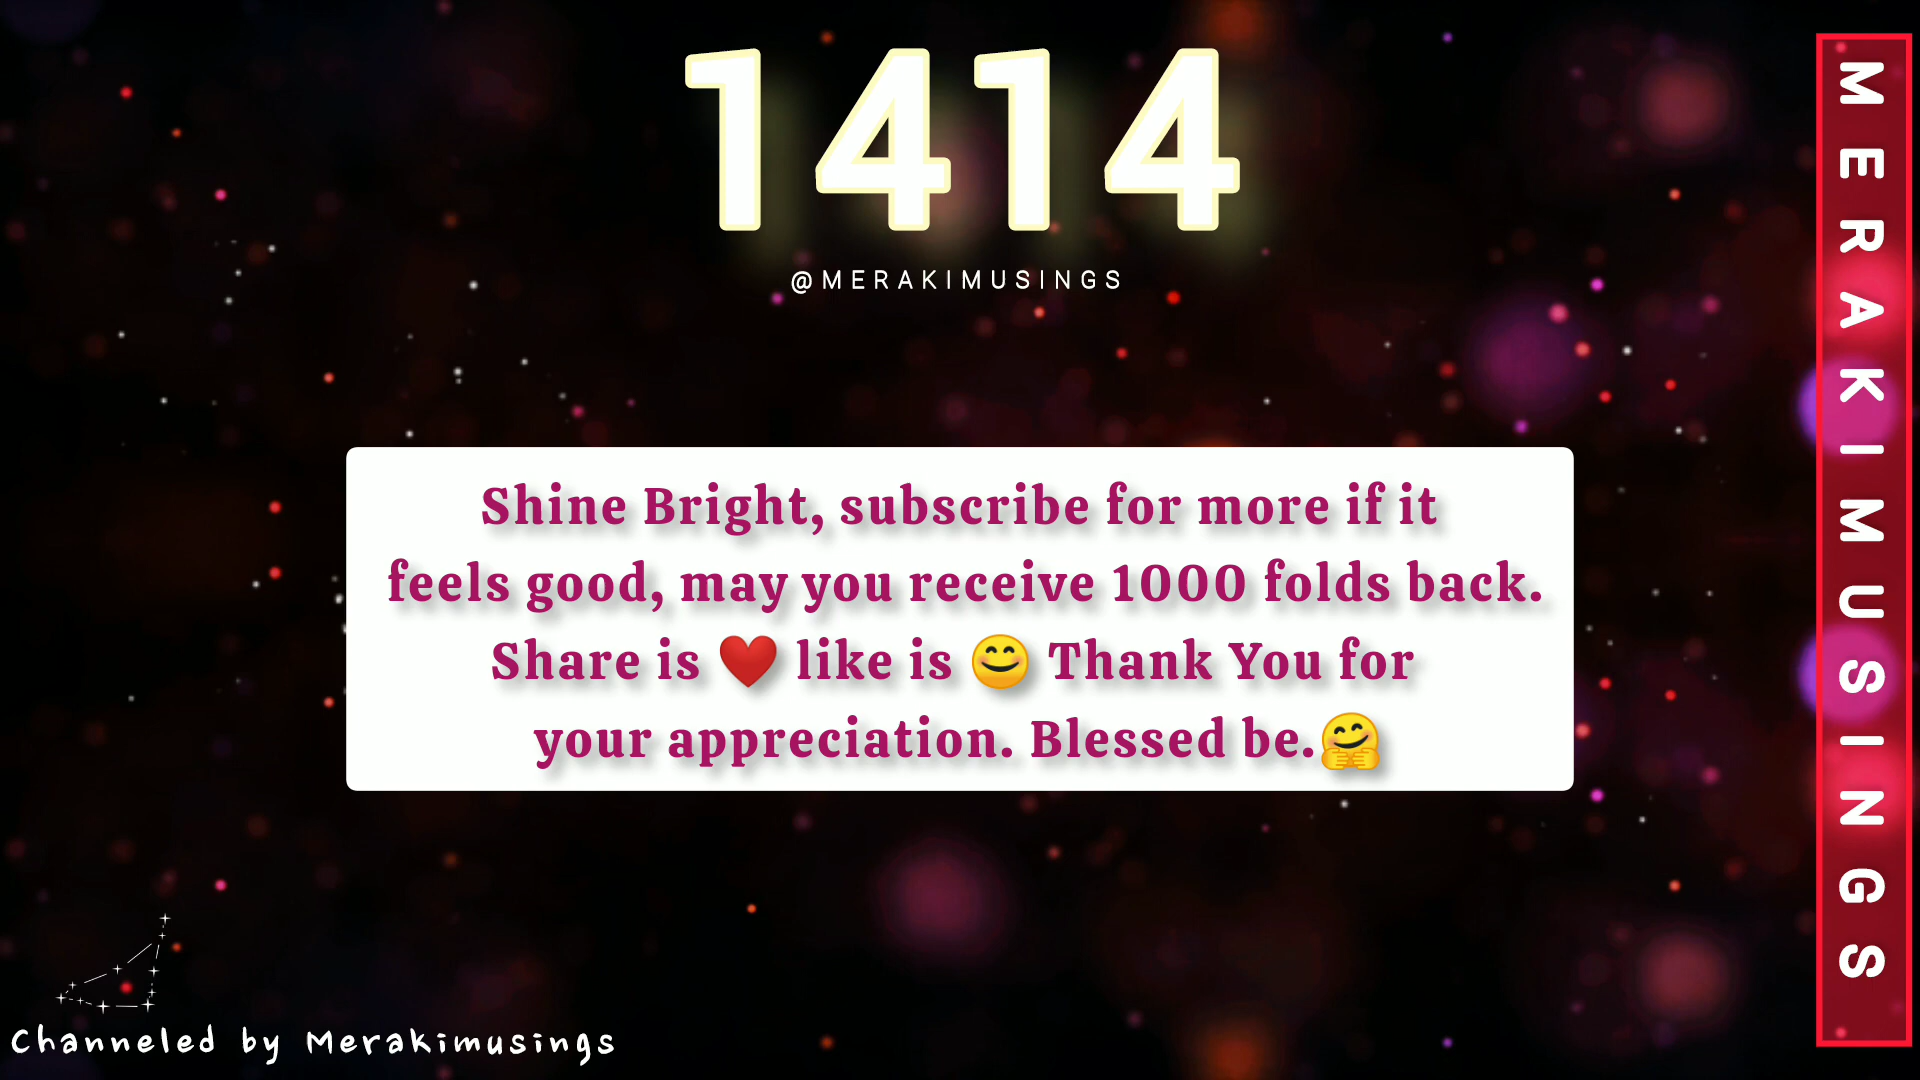 1414
@MERAKIMUSINGS
Shine Bright, subscribe for more if it
feels good, may you receive 1000 folds back.
Share is ❤️ like is 😊 Thank You for
your appreciation. Blessed be.🤗
Channeled by Merakimusings
MERAKIMUSINGS